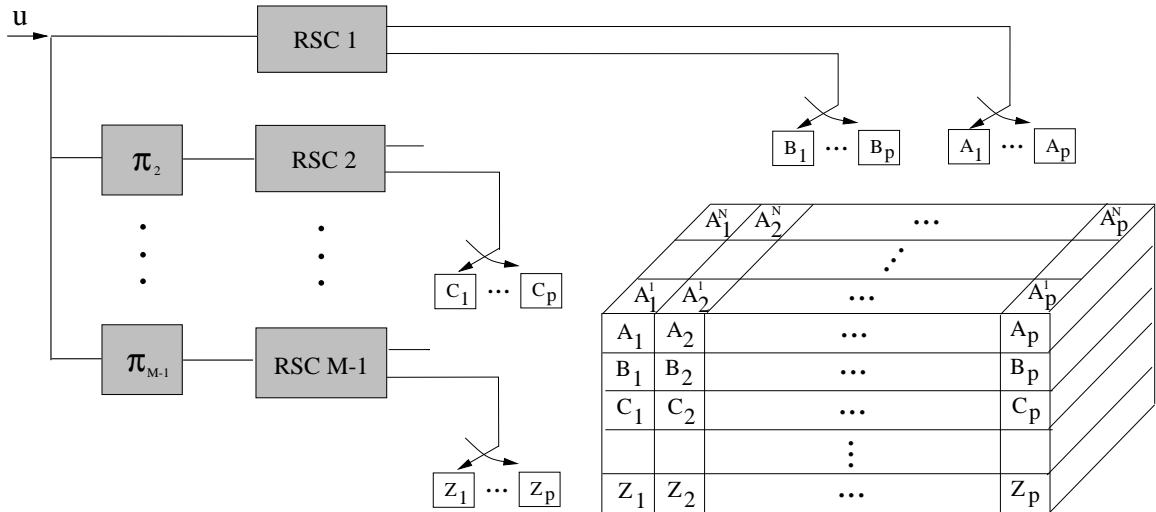 u
RSC 1
B₁ ... Bₚ
A₁ ... Aₚ
π₂
RSC 2
C₁ ... Cₚ
π_M-1
RSC M-1
Z₁ ... Zₚ
A₁ᴺ A₂ᴺ ... Aₚᴺ
A₁¹ A₂¹ ... Aₚ¹
A₁ A₂ ... Aₚ
B₁ B₂ ... Bₚ
C₁ C₂ ... Cₚ
Z₁ Z₂ ... Zₚ